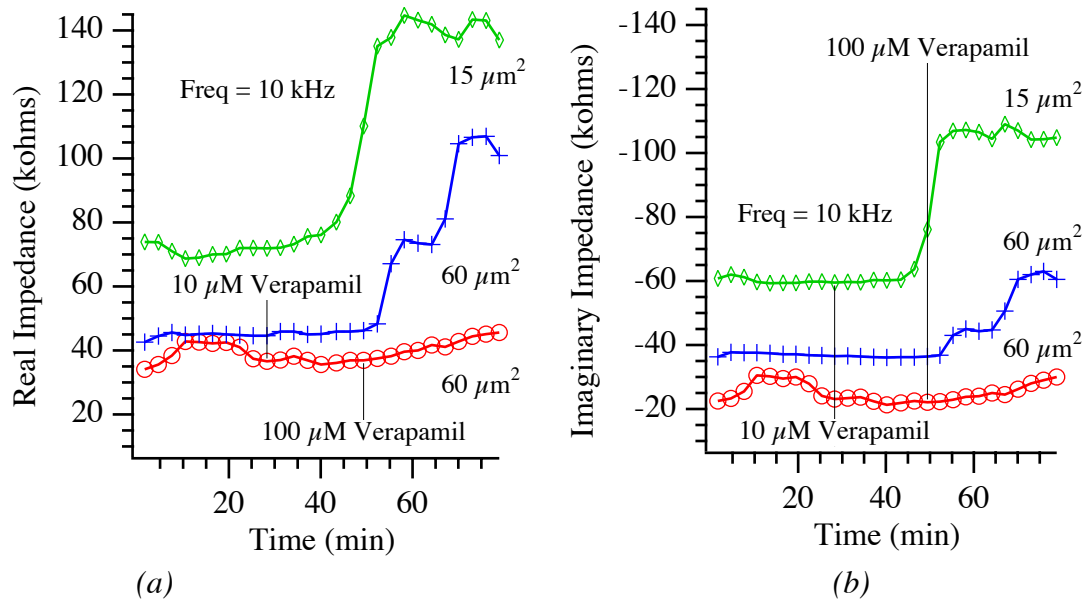 140
120
100
80
60
40
20
Real Impedance (kohms)
Freq = 10 kHz
15 µm²
10 µM Verapamil
60 µm²
60 µm²
100 µM Verapamil
20
40
60
Time (min)
(a)
-140
-120
-100
-80
-60
-40
-20
Imaginary Impedance (kohms)
100 µM Verapamil
15 µm²
Freq = 10 kHz
60 µm²
60 µm²
10 µM Verapamil
20
40
60
Time (min)
(b)